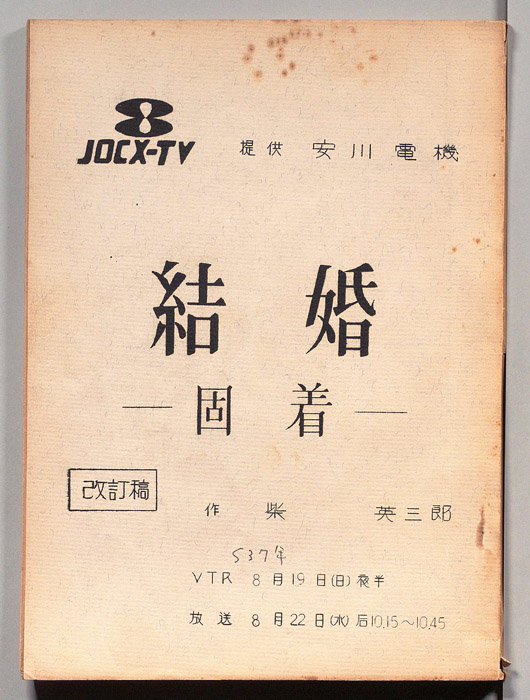 8
JOCX-TV
提供 安川電機
結婚
―固着―
改訂稿
作 柴 英三郎
S37年
VTR 8月19日(日)夜半
放送 8月22日(水)后10.15～10.45